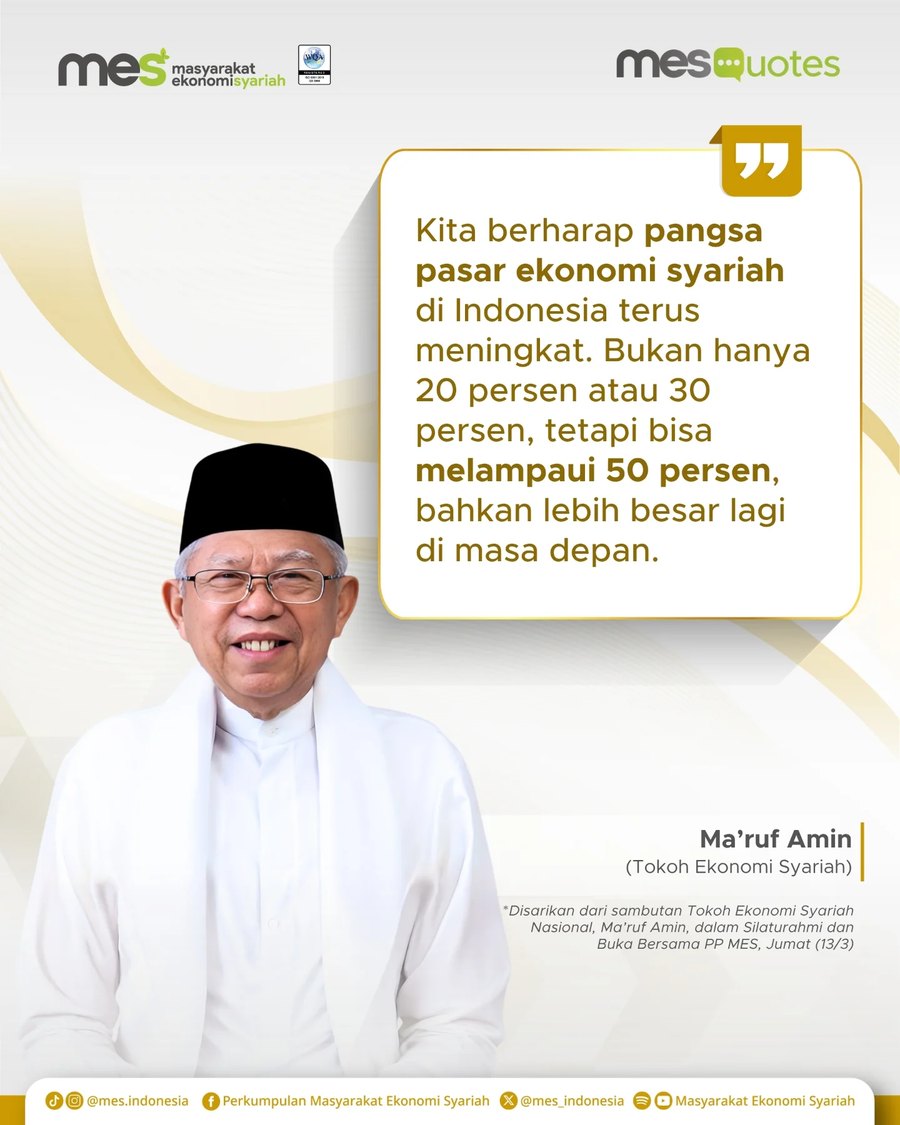 mes masyarakat
ekonomisyariah
WQA
mesQuotes
Kita berharap pangsa
pasar ekonomi syariah
di Indonesia terus
meningkat. Bukan hanya
20 persen atau 30
persen, tetapi bisa
melampaui 50 persen,
bahkan lebih besar lagi
di masa depan.
Ma'ruf Amin
(Tokoh Ekonomi Syariah)
*Disarikan dari sambutan Tokoh Ekonomi Syariah
Nasional, Ma'ruf Amin, dalam Silaturahmi dan
Buka Bersama PP MES, Jumat (13/3)
@mes.indonesia Perkumpulan Masyarakat Ekonomi Syariah @mes_indonesia Masyarakat Ekonomi Syariah